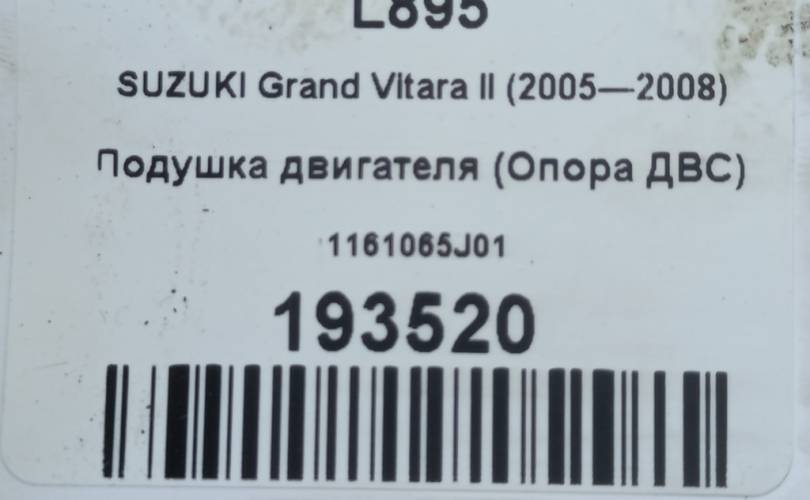 L895
SUZUKI Grand Vitara II (2005—2008)
Подушка двигателя (Опора ДВС)
1161065J01
193520